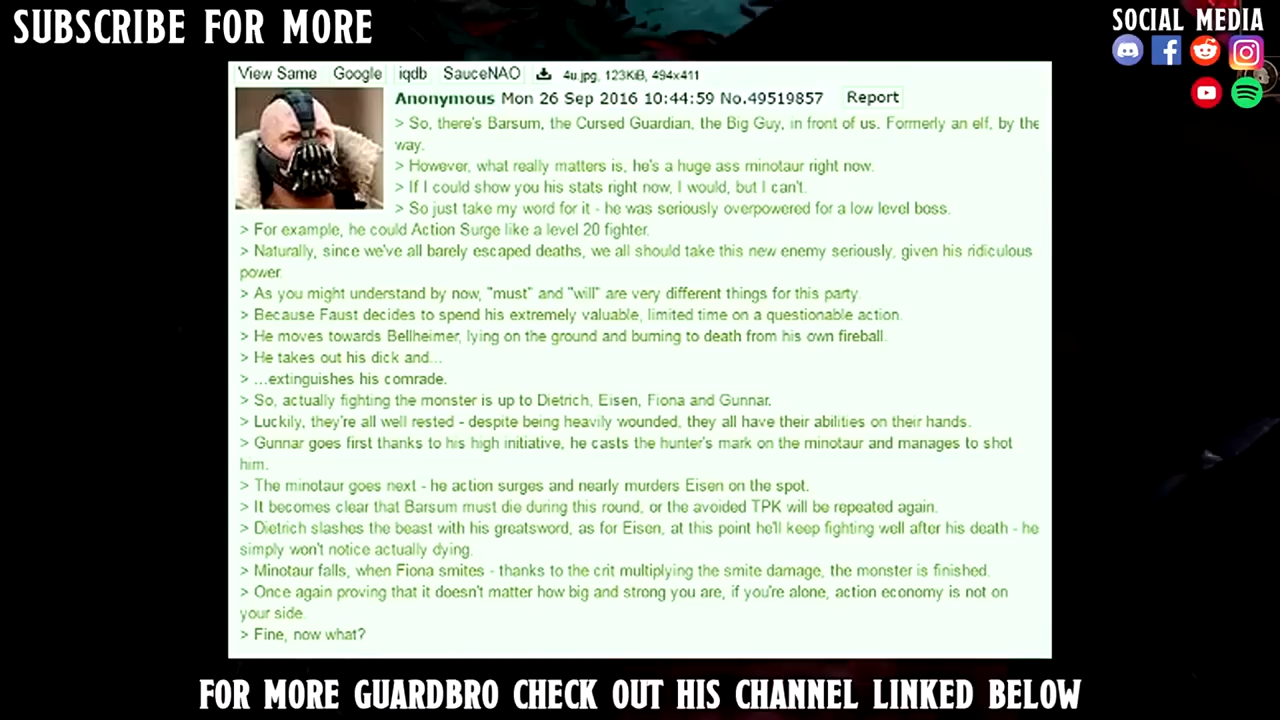 SUBSCRIBE FOR MORE
SOCIAL MEDIA
View Same Google iqdb SauceNAO 4u.jpg, 123KiB, 494x411
Anonymous Mon 26 Sep 2016 10:44:59 No.49519857 Report
> So, there's Barsum, the Cursed Guardian, the Big Guy, in front of us. Formerly an elf, by the
way.
> However, what really matters is, he's a huge ass minotaur right now.
> If I could show you his stats right now, I would, but I can't.
> So just take my word for it - he was seriously overpowered for a low level boss.
> For example, he could Action Surge like a level 20 fighter.
> Naturally, since we've all barely escaped deaths, we all should take this new enemy seriously, given his ridiculous
power.
> As you might understand by now, "must" and "will" are very different things for this party.
> Because Faust decides to spend his extremely valuable, limited time on a questionable action.
> He moves towards Bellheimer, lying on the ground and burning to death from his own fireball.
> He takes out his dick and...
> ...extinguishes his comrade.
> So, actually fighting the monster is up to Dietrich, Eisen, Fiona and Gunnar.
> Luckily, they're all well rested - despite being heavily wounded, they all have their abilities on their hands.
> Gunnar goes first thanks to his high initiative, he casts the hunter's mark on the minotaur and manages to shot
him.
> The minotaur goes next - he action surges and nearly murders Eisen on the spot.
> It becomes clear that Barsum must die during this round, or the avoided TPK will be repeated again.
> Dietrich slashes the beast with his greatsword, as for Eisen, at this point he'll keep fighting well after his death - he
simply won't notice actually dying.
> Minotaur falls, when Fiona smites - thanks to the crit multiplying the smite damage, the monster is finished.
> Once again proving that it doesn't matter how big and strong you are, if you're alone, action economy is not on
your side.
> Fine, now what?
FOR MORE GUARDBRO CHECK OUT HIS CHANNEL LINKED BELOW